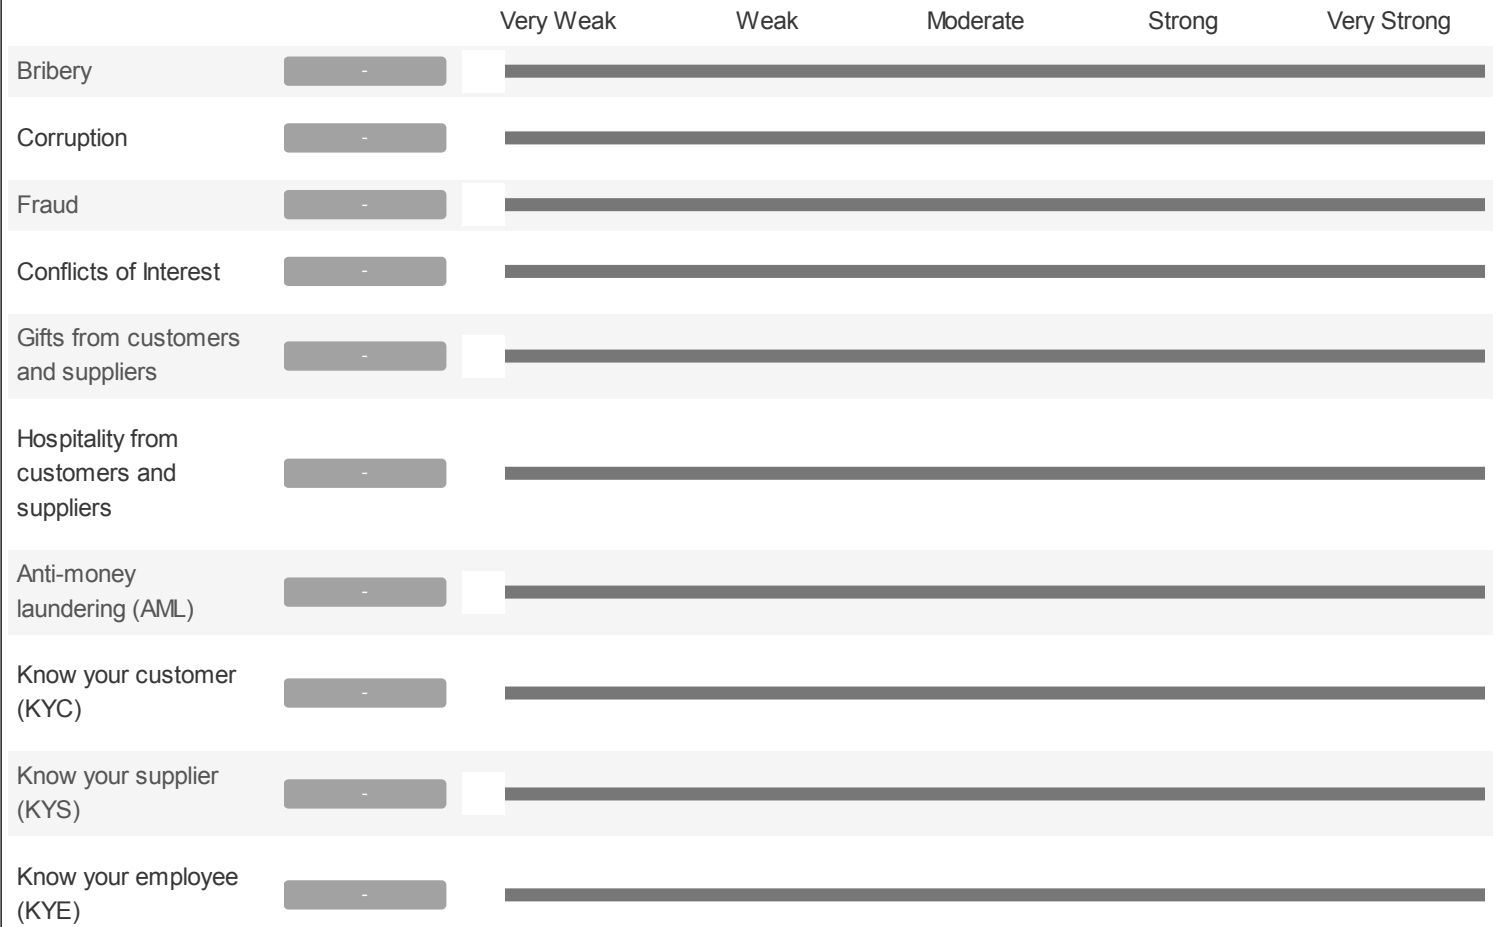 Very Weak Weak Moderate Strong Very Strong
Bribery -
Corruption -
Fraud -
Conflicts of Interest -
Gifts from customers
and suppliers
-
Hospitality from
customers and
suppliers
-
Anti-money
laundering (AML)
-
Know your customer
(KYC)
-
Know your supplier
(KYS)
-
Know your employee
(KYE)
-